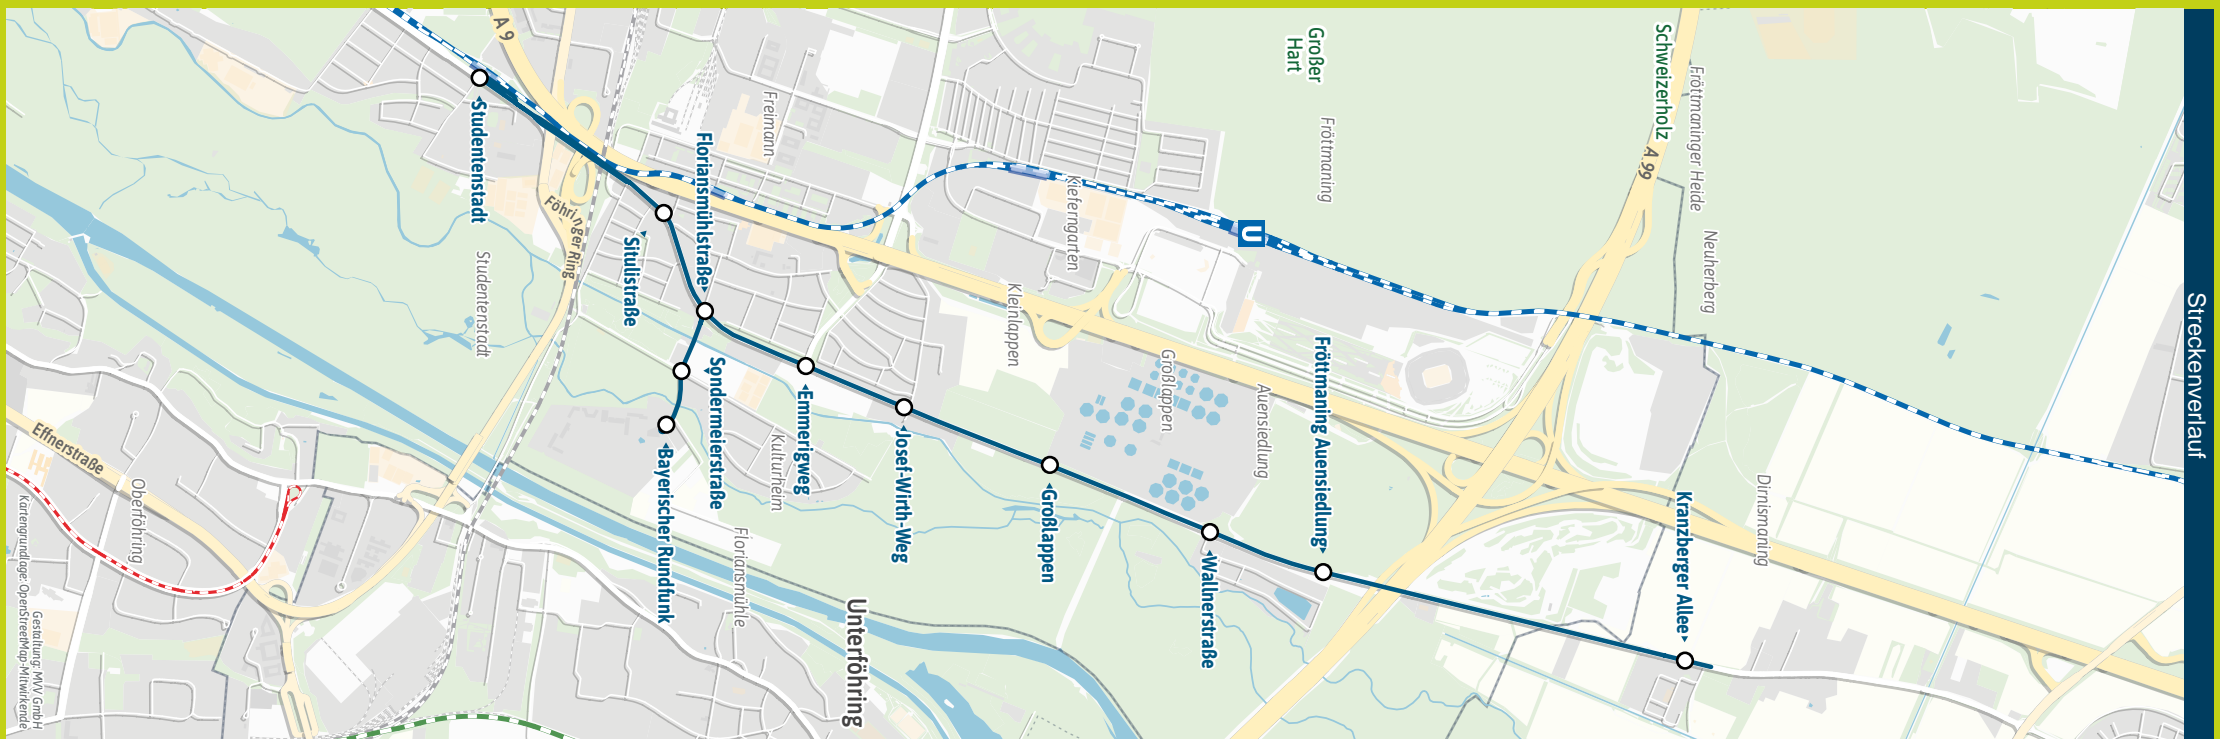 Streckenverlauf
Schweizerholz
Fröttmaninger Heide
A 99
Neuherberg
Dirnismaning
Kranzberger Allee
Großer
Hart
Fröttmaning
U
Fröttmaning Auensiedlung
Auensiedlung
Wallnerstraße
Großlappen
Kieferngarten
Kleinlappen
Großlappen
Josef-Wirth-Weg
Emmerigweg
Unterföhring
Freimann
Kulturheim
Floriansmühle
Floriansmühlstraße
Sondermeierstraße
Bayerischer Rundfunk
Situlistraße
A 9
Föhringer Ring
Studentenstadt
Studentenstadt
Oberföhring
Effnerstraße
Gestaltung: MVV GmbH
Kartengrundlage: OpenStreetMap-Mitwirkende